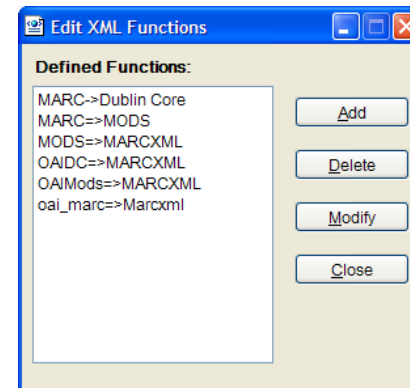 Edit XML Functions
Defined Functions:
MARC->Dublin Core
MARC=>MODS
MODS=>MARCXML
OAIDC=>MARCXML
OAIMods=>MARCXML
oai_marc=>Marcxml
Add
Delete
Modify
Close